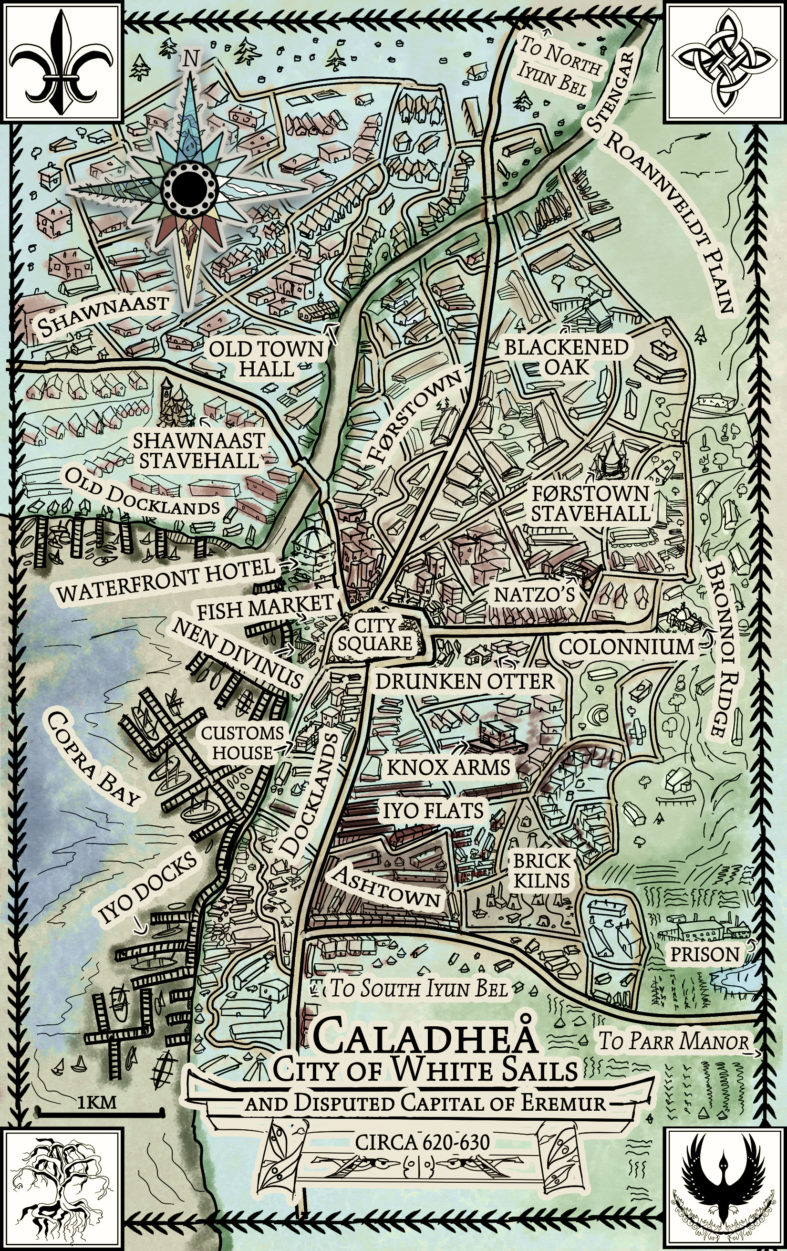 N
To North
Iyun Bel
Stengar
Roannveldt Plain
Shawnaast
Old Town
Hall
Blackened
Oak
Førstown
Shawnaast
Stavehall
Førstown
Stavehall
Old Docklands
Waterfront Hotel
Fish Market
Natzo's
City
Square
Nen Divinus
Colonnium
Bronnoi Ridge
Drunken Otter
Copra Bay
Customs
House
Docklands
Knox Arms
Iyo Flats
Iyo Docks
Ashtown
Brick
Kilns
Prison
To South Iyun Bel
Caladheå
City of White Sails
and Disputed Capital of Eremur
circa 620-630
To Parr Manor
1km